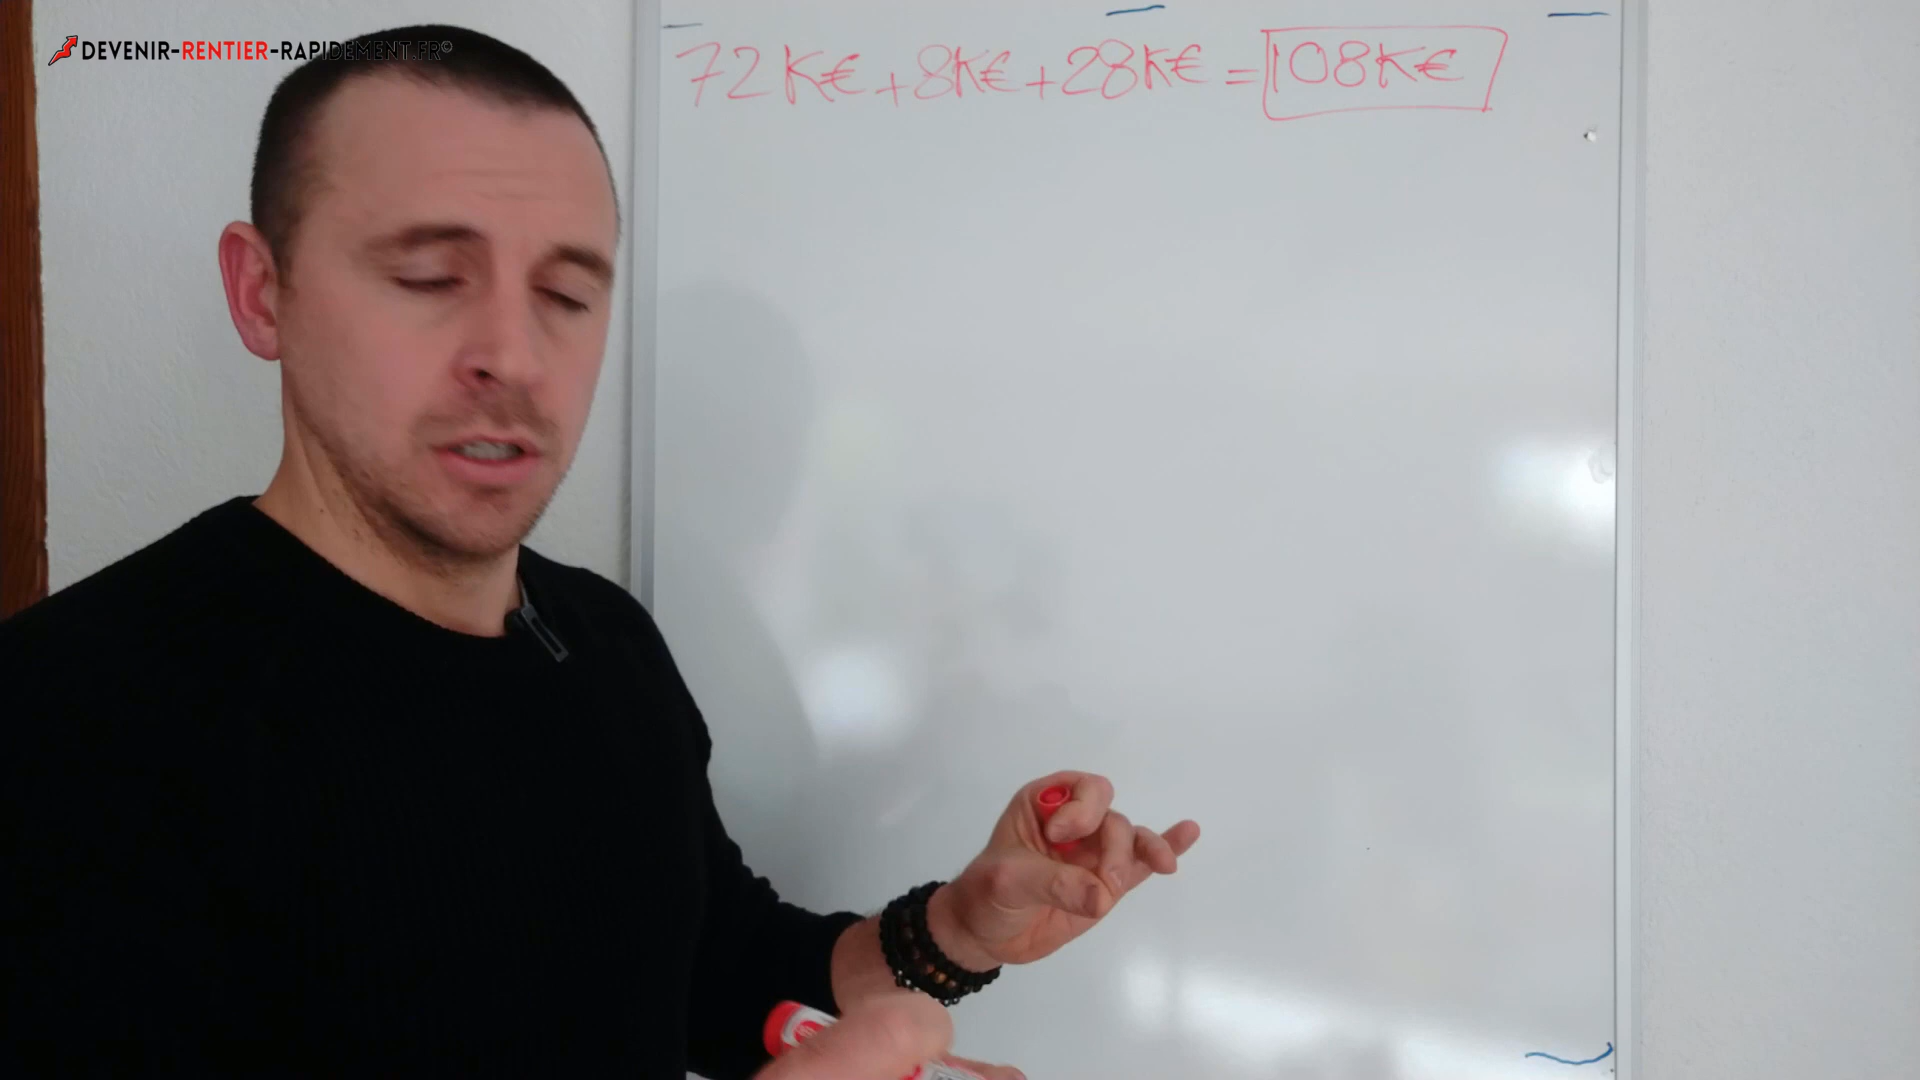 DEVENIR-RENTIER-RAPIDEMENT.FR©
72K€+8K€+28K€=108K€